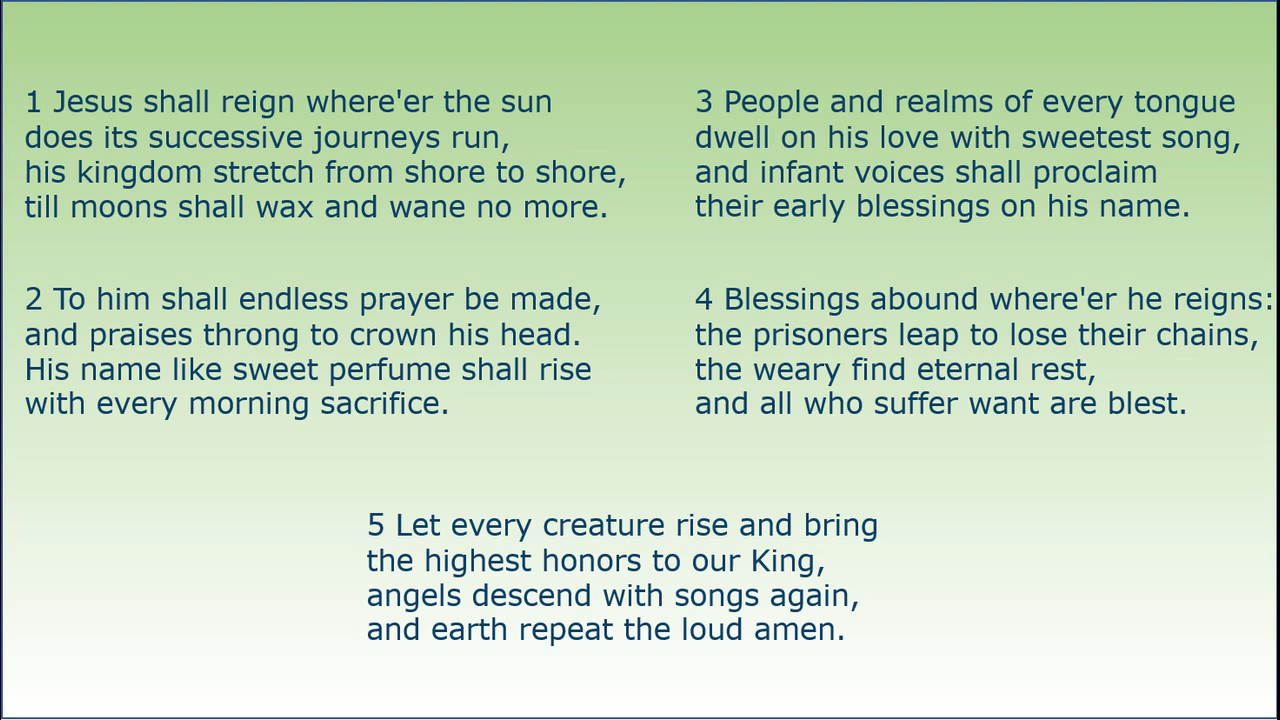 1 Jesus shall reign where'er the sun
does its successive journeys run,
his kingdom stretch from shore to shore,
till moons shall wax and wane no more.
2 To him shall endless prayer be made,
and praises throng to crown his head.
His name like sweet perfume shall rise
with every morning sacrifice.
3 People and realms of every tongue
dwell on his love with sweetest song,
and infant voices shall proclaim
their early blessings on his name.
4 Blessings abound where'er he reigns:
the prisoners leap to lose their chains,
the weary find eternal rest,
and all who suffer want are blest.
5 Let every creature rise and bring
the highest honors to our King,
angels descend with songs again,
and earth repeat the loud amen.